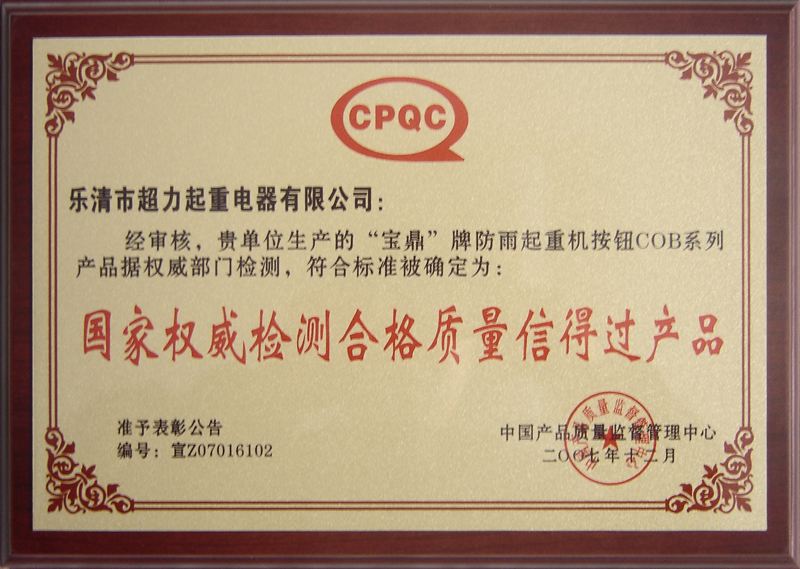 CPQC
乐清市超力起重电器有限公司：
经审核，贵单位生产的“宝鼎”牌防雨起重机按钮COB系列
产品据权威部门检测，符合标准被确定为：
国家权威检测合格质量信得过产品
准予表彰公告
编号：宣Z07016102
中国产品质量监督管理中心
二〇〇七年十二月